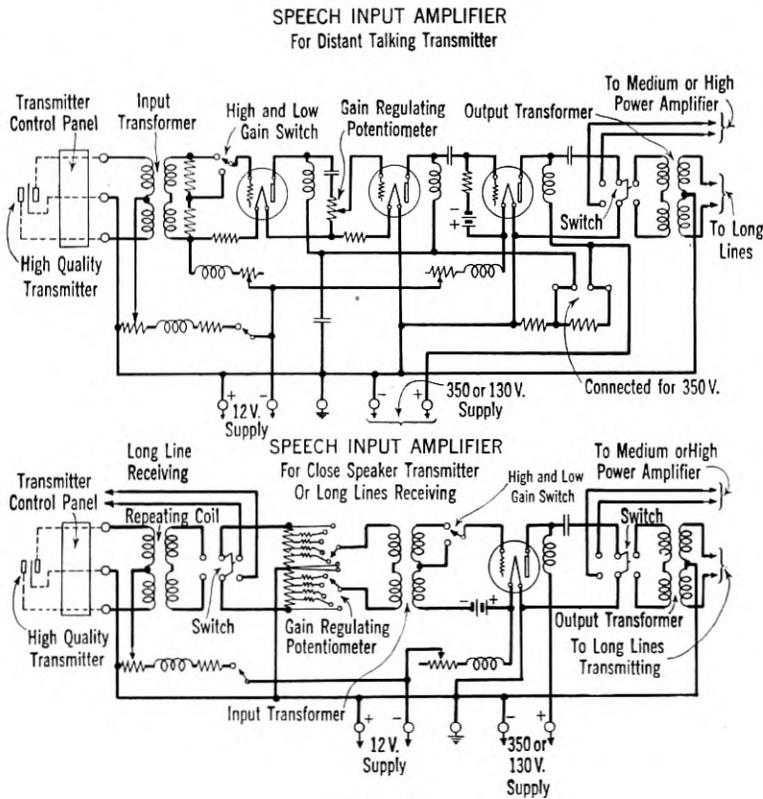 SPEECH INPUT AMPLIFIER
For Distant Talking Transmitter
Transmitter
Control Panel
Input
Transformer
High and Low
Gain Switch
Gain Regulating
Potentiometer
Output Transformer
To Medium or High
Power Amplifier
Switch
To Long
Lines
High Quality
Transmitter
- +
+ -
12 V.
Supply
- +
350 or 130 V.
Supply
Connected for 350 V.
SPEECH INPUT AMPLIFIER
For Close Speaker Transmitter
Or Long Lines Receiving
Long Line
Receiving
Transmitter
Control Panel
Repeating Coil
High and Low
Gain Switch
To Medium or High
Power Amplifier
Switch
High Quality
Transmitter
Switch
Gain Regulating
Potentiometer
- +
Output Transformer
To Long Lines
Transmitting
Input Transformer
+ -
12 V.
Supply
- +
350 or
130 V.
Supply